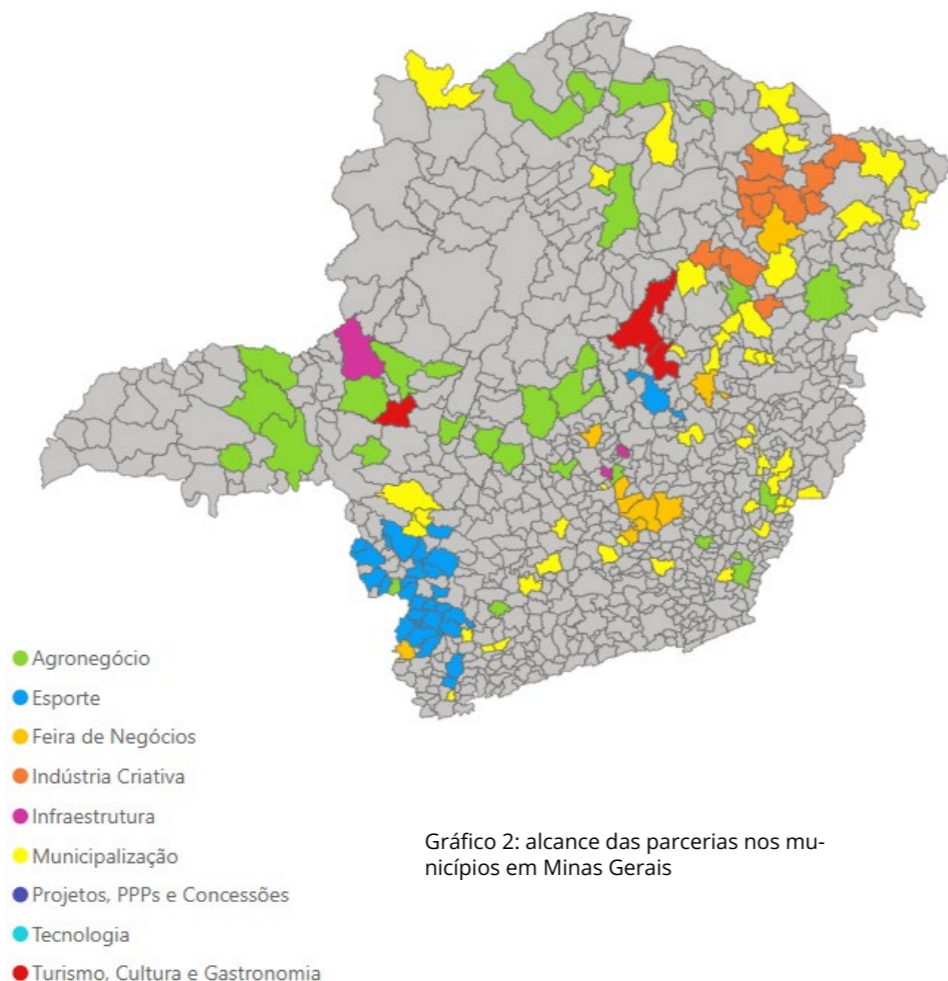 Agronegócio
Esporte
Feira de Negócios
Indústria Criativa
Infraestrutura
Municipalização
Projetos, PPPs e Concessões
Tecnologia
Turismo, Cultura e Gastronomia
Gráfico 2: alcance das parcerias nos mu-
nicípios em Minas Gerais